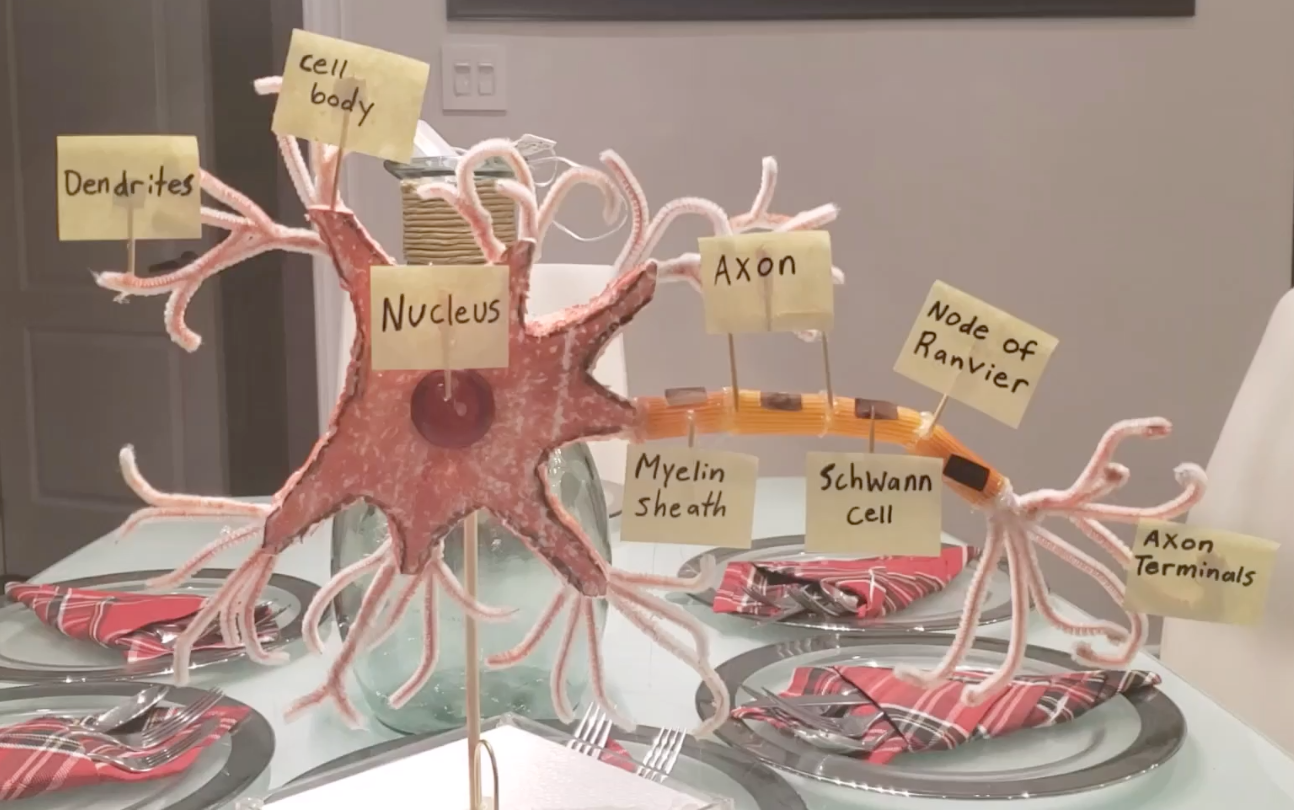 cell
body
Dendrites
Nucleus
Axon
Node of
Ranvier
Myelin
sheath
Schwann
cell
Axon
Terminals